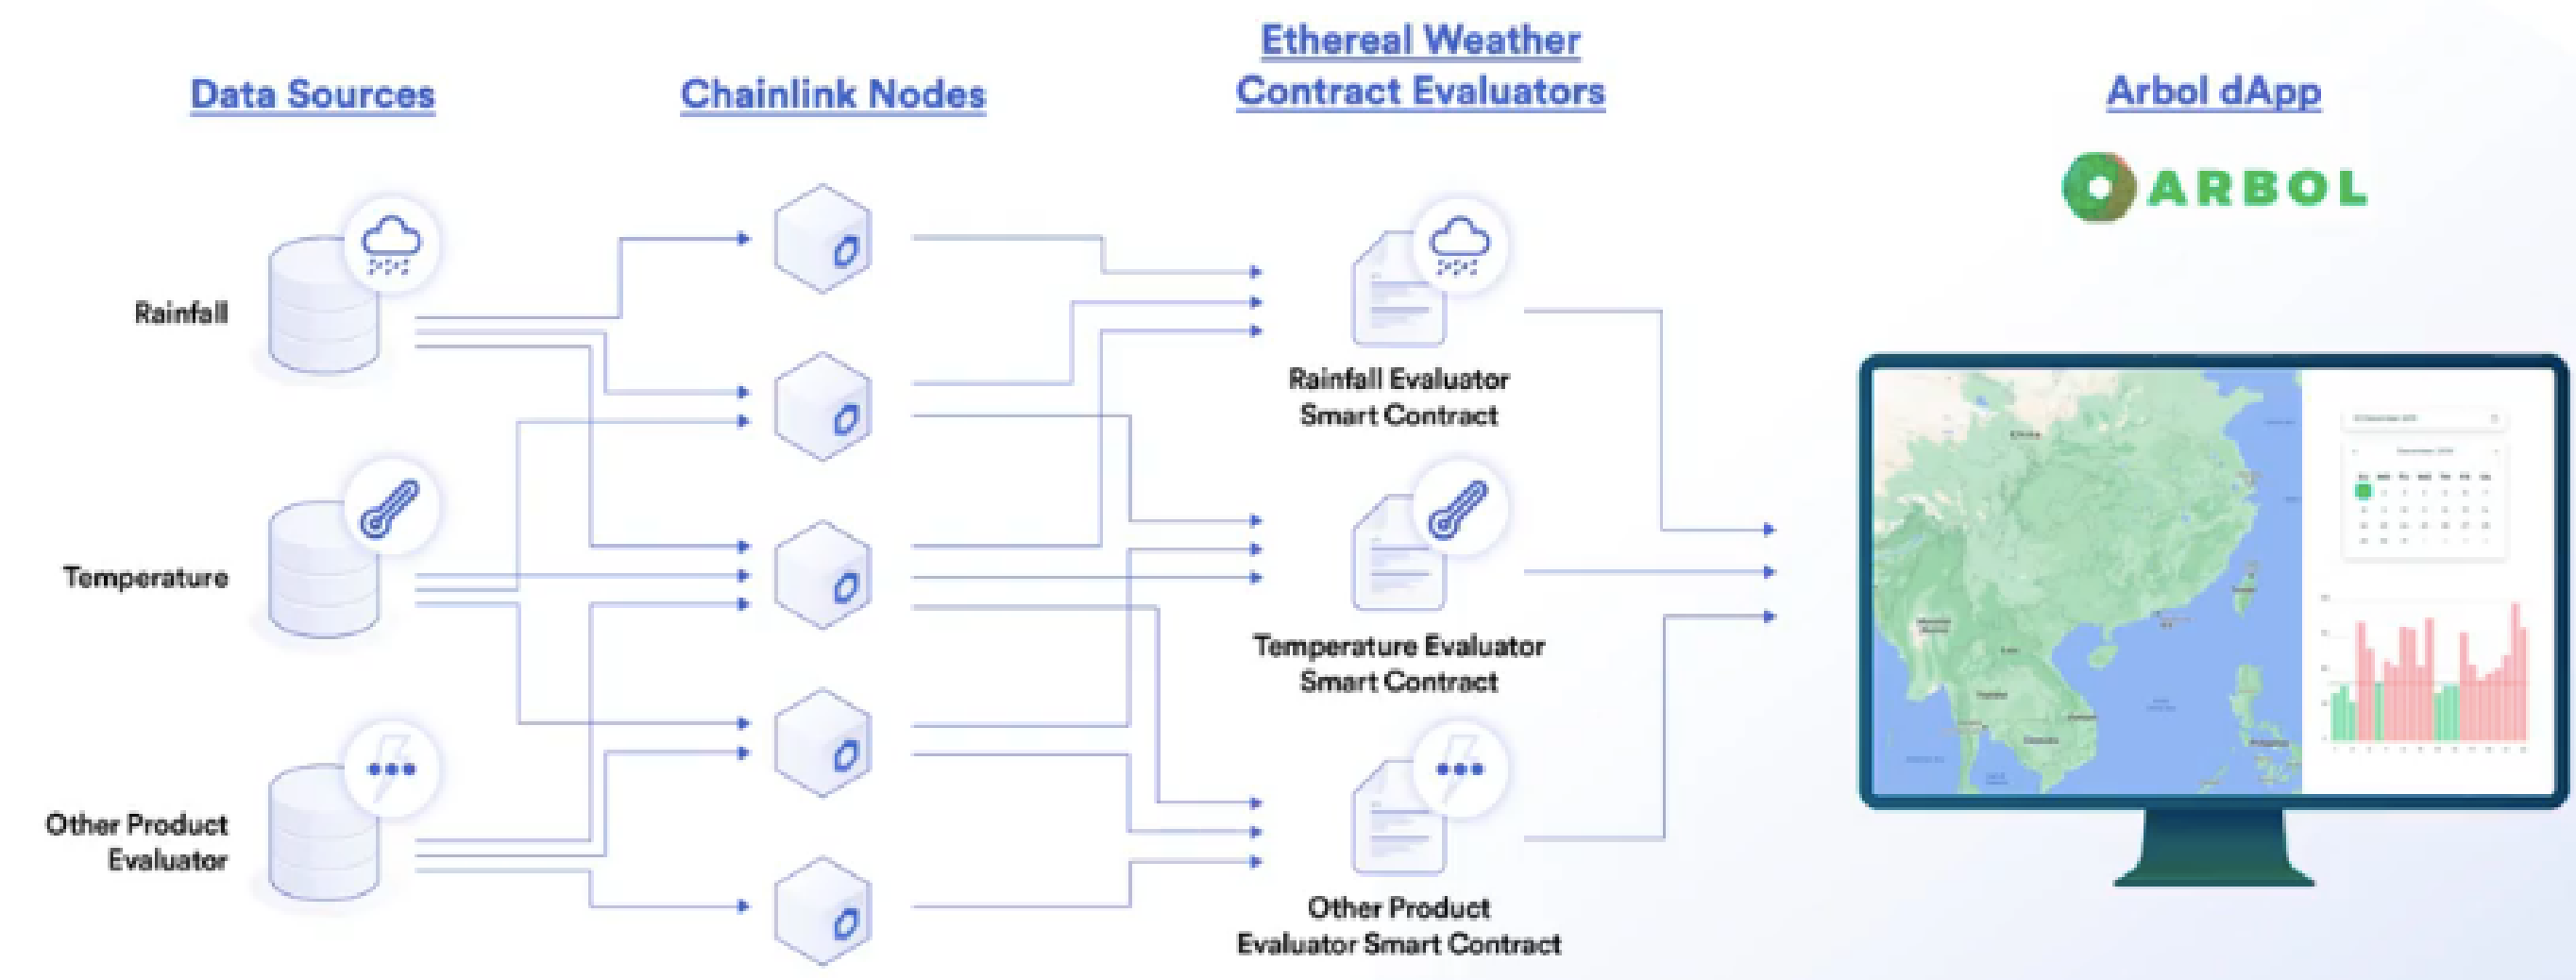 Data Sources
Chainlink Nodes
Ethereal Weather
Contract Evaluators
Arbol dApp
ARBOL
Rainfall
Temperature
Other Product
Evaluator
Rainfall Evaluator
Smart Contract
Temperature Evaluator
Smart Contract
Other Product
Evaluator Smart Contract
China